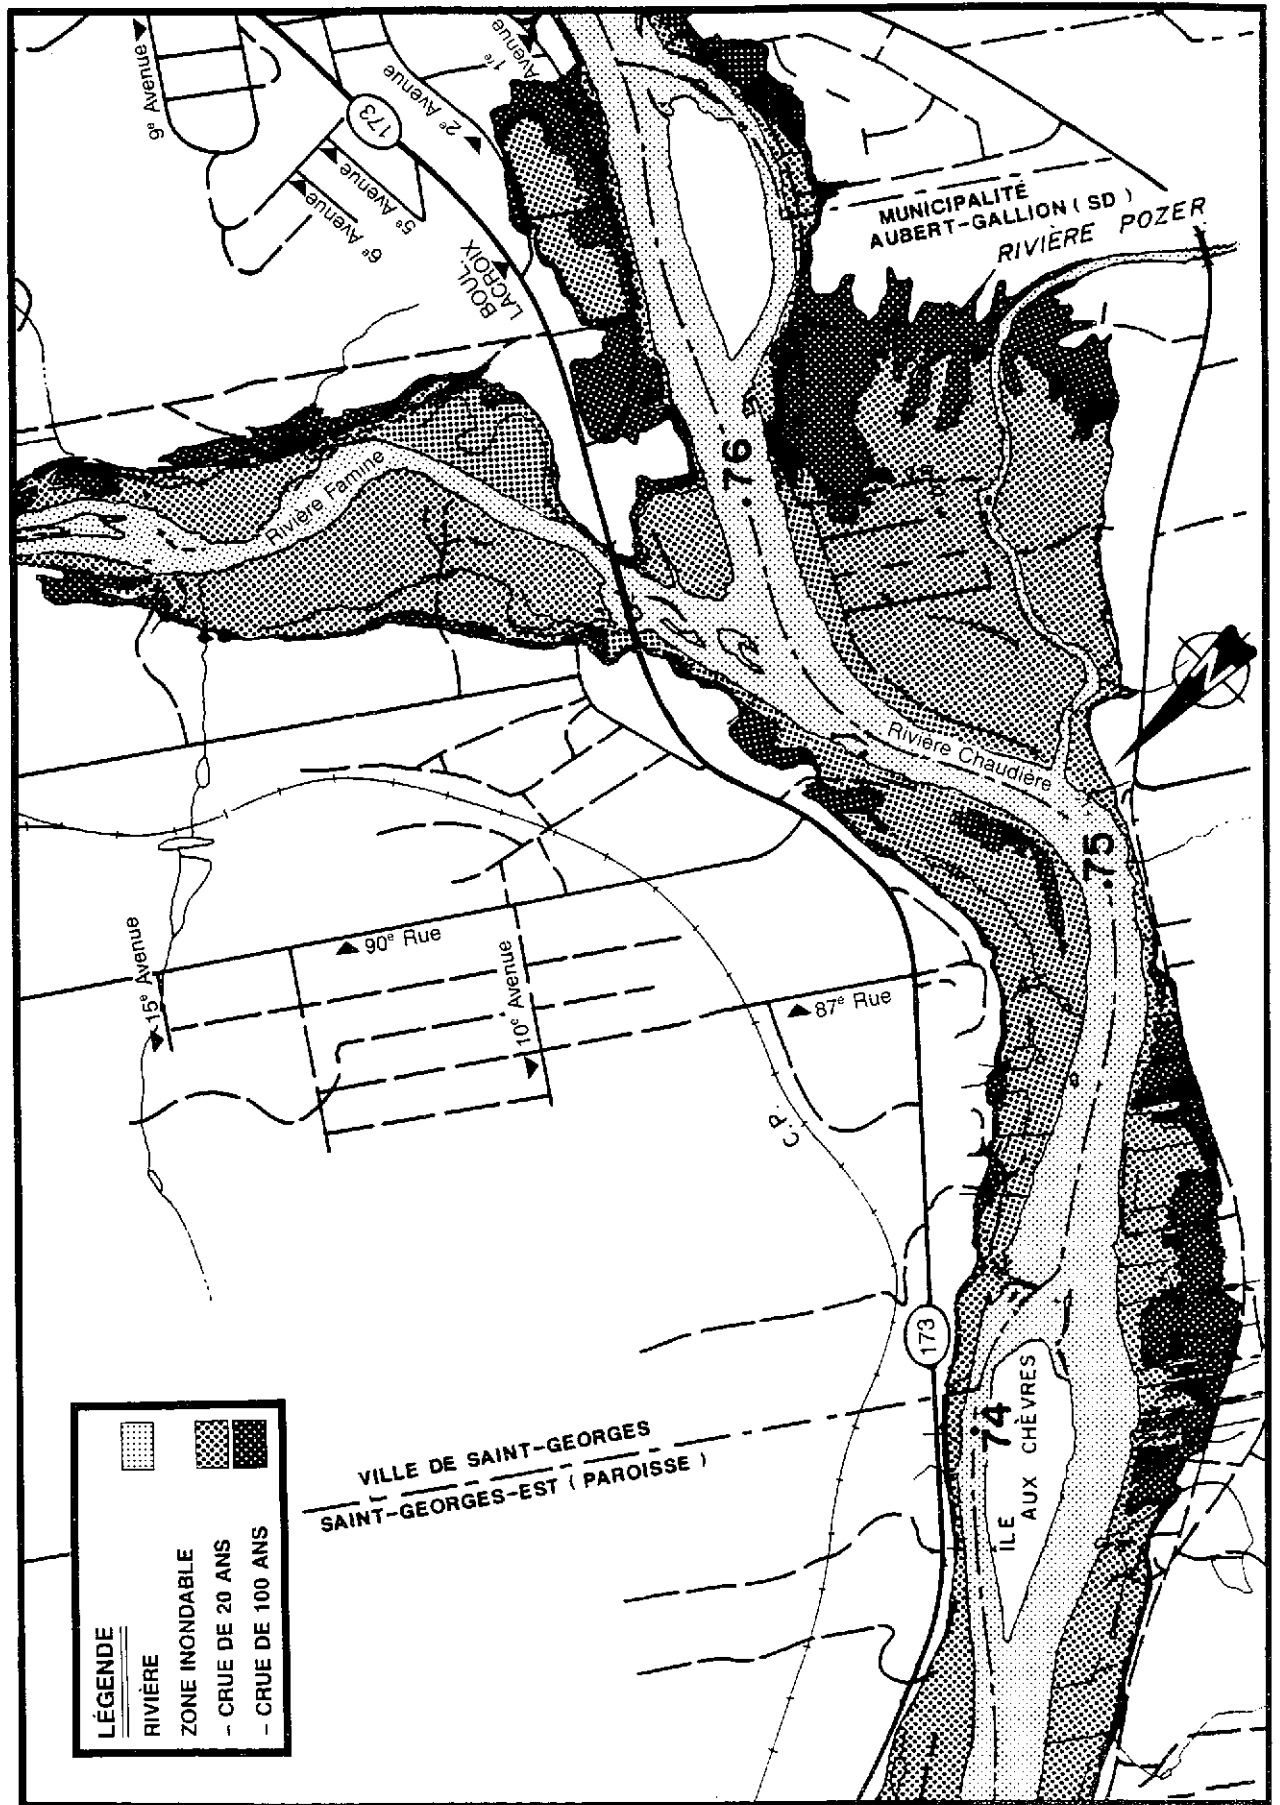 9e Avenue
173
2e Avenue
1re Avenue
5e Avenue
6e Avenue
BOUL
LACROIX
MUNICIPALITÉ
AUBERT-GALLION (SD)
RIVIÈRE POZER
Rivière Famine
.76
Rivière Chaudière
.75
15e Avenue
90e Rue
10e Avenue
87e Rue
C.P.
173
74
ÎLE
AUX CHÈVRES
VILLE DE SAINT-GEORGES
SAINT-GEORGES-EST (PAROISSE)
LÉGENDE
RIVIÈRE
ZONE INONDABLE
- CRUE DE 20 ANS
- CRUE DE 100 ANS